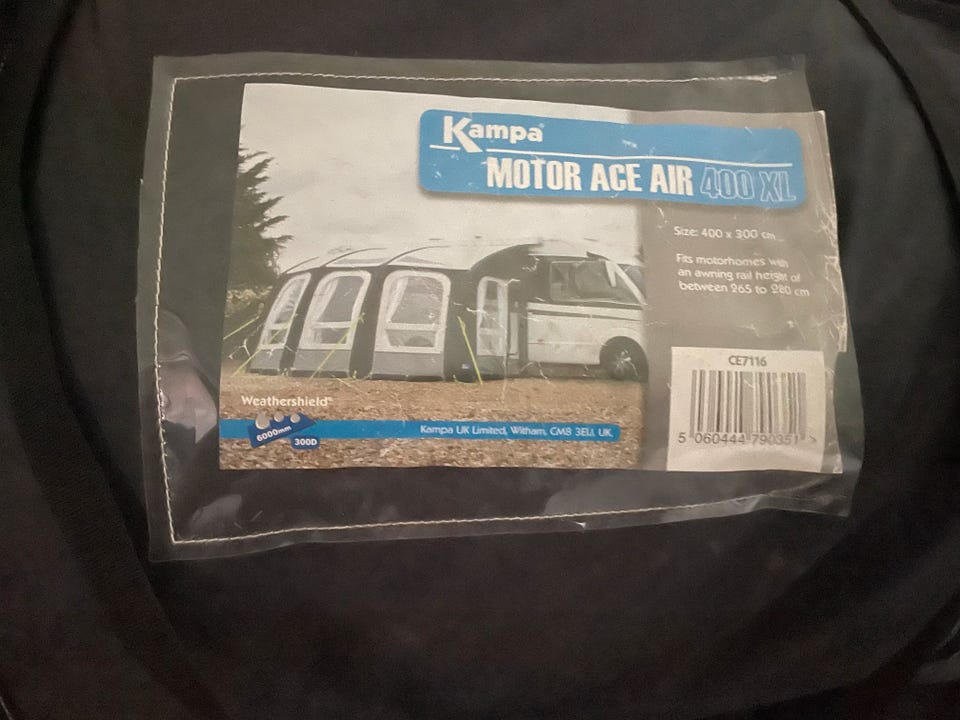 Kampa
MOTOR ACE AIR 400 XL
Size: 400 x 300 cm
Fits motorhomes with
an awning rail height of
between 265 to 280 cm
CE7116
5 060444 790351 >
Weathershield™
6000mm
300D
Kampa UK Limited, Witham, CM8 3EU, UK.